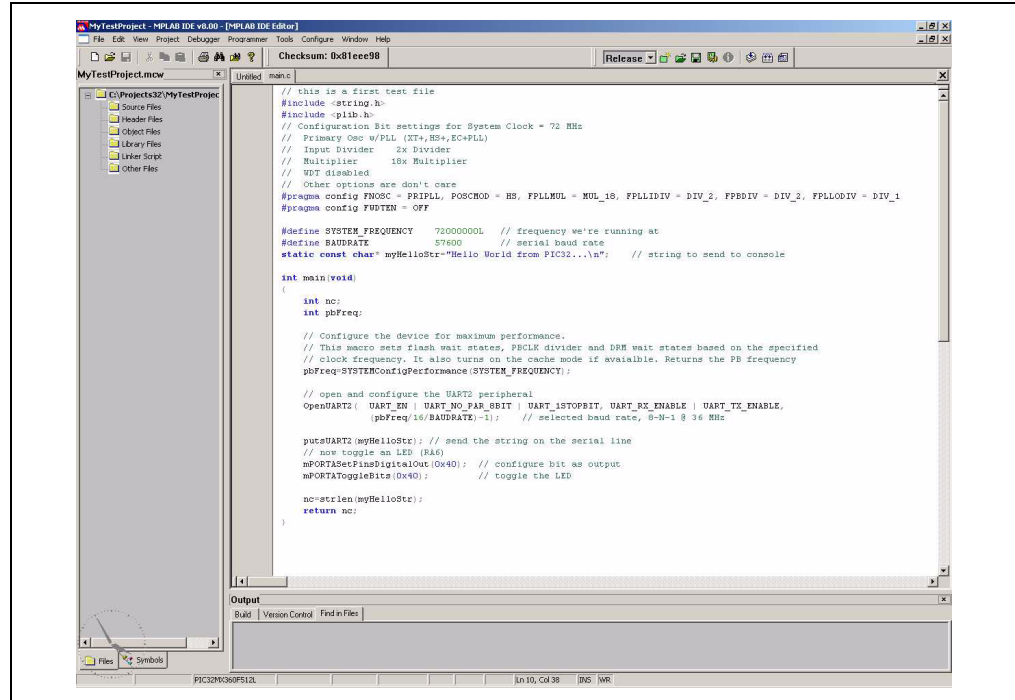 MyTestProject - MPLAB IDE v8.00 - [MPLAB IDE Editor]
File Edit View Project Debugger Programmer Tools Configure Window Help
Checksum: 0x81eee98
Release
MyTestProject.mcw
Untitled main.c
C:\Projects32\MyTestProjec
Source Files
Header Files
Object Files
Library Files
Linker Script
Other Files
// this is a first test file
#include <string.h>
#include <plib.h>
// Configuration Bit settings for System Clock = 72 MHz
// Primary Osc w/PLL (XT+,HS+,EC+PLL)
// Input Divider 2x Divider
// Multiplier 18x Multiplier
// WDT disabled
// Other options are don't care
#pragma config FNOSC = PRIPLL, POSCMOD = HS, FPLLMUL = MUL_18, FPLLIDIV = DIV_2, FPBDIV = DIV_2, FPLLODIV = DIV_1
#pragma config FWDTEN = OFF
#define SYSTEM_FREQUENCY 72000000L // frequency we're running at
#define BAUDRATE 57600 // serial baud rate
static const char* myHelloStr="Hello World from PIC32...\n"; // string to send to console
int main(void)
{
int nc;
int pbFreq;
// Configure the device for maximum performance.
// This macro sets flash wait states, PBCLK divider and DRM wait states based on the specified
// clock frequency. It also turns on the cache mode if avaialble. Returns the PB frequency
pbFreq=SYSTEMConfigPerformance(SYSTEM_FREQUENCY);
// open and configure the UART2 peripheral
OpenUART2( UART_EN | UART_NO_PAR_8BIT | UART_1STOPBIT, UART_RX_ENABLE | UART_TX_ENABLE,
(pbFreq/16/BAUDRATE)-1); // selected baud rate, 8-N-1 @ 36 MHz
putsUART2(myHelloStr); // send the string on the serial line
// now toggle an LED (RA6)
mPORTASetPinsDigitalOut(0x40); // configure bit as output
mPORTAToggleBits(0x40); // toggle the LED
nc=strlen(myHelloStr);
return nc;
}
Output
Build Version Control Find in Files
Files Symbols
PIC32MX360F512L Ln 10, Col 38 INS WR